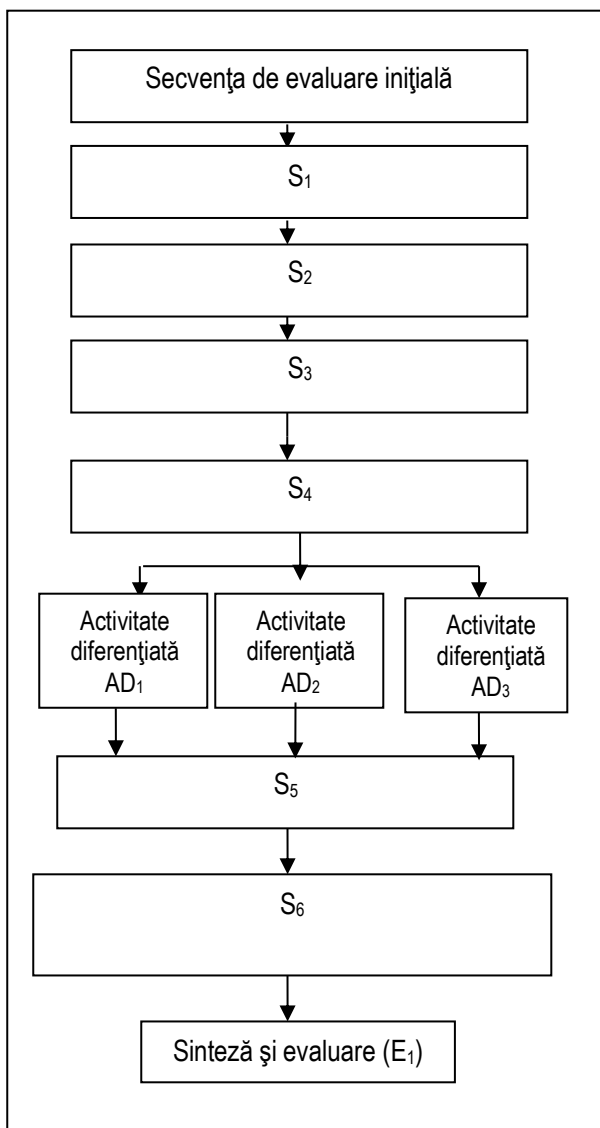 Secvenţa de evaluare iniţială
S₁
S₂
S₃
S₄
Activitate
diferenţiată
AD₁
Activitate
diferenţiată
AD₂
Activitate
diferenţiată
AD₃
S₅
S₆
Sinteză şi evaluare (E₁)